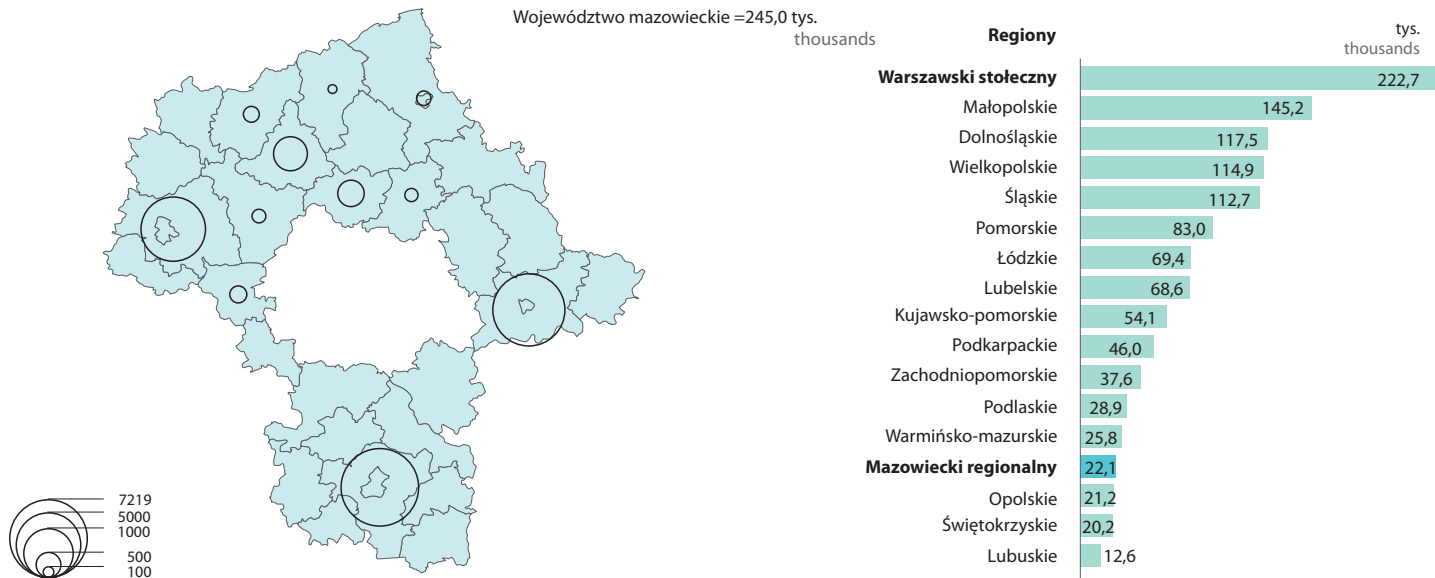 Województwo mazowieckie =245,0 tys.
thousands
Regiony
tys.
thousands
Warszawski stołeczny 222,7
Małopolskie 145,2
Dolnośląskie 117,5
Wielkopolskie 114,9
Śląskie 112,7
Pomorskie 83,0
Łódzkie 69,4
Lubelskie 68,6
Kujawsko-pomorskie 54,1
Podkarpackie 46,0
Zachodniopomorskie 37,6
Podlaskie 28,9
Warmińsko-mazurskie 25,8
Mazowiecki regionalny 22,1
Opolskie 21,2
Świętokrzyskie 20,2
Lubuskie 12,6
7219
5000
1000
500
100